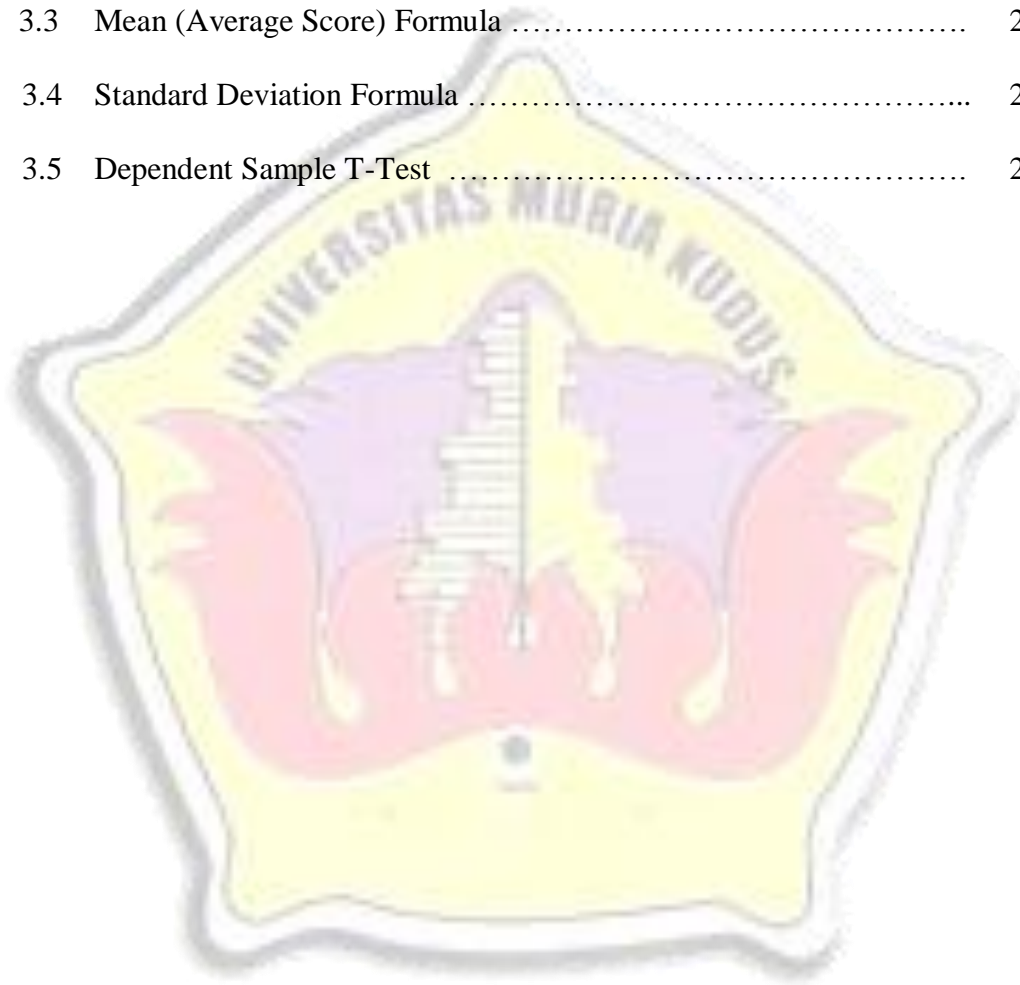 3.3 Mean (Average Score) Formula …………………………………. 2
3.4 Standard Deviation Formula …………………………………... 2
3.5 Dependent Sample T-Test …………………………………. 2
UNIVERSITAS MURIA KUDUS